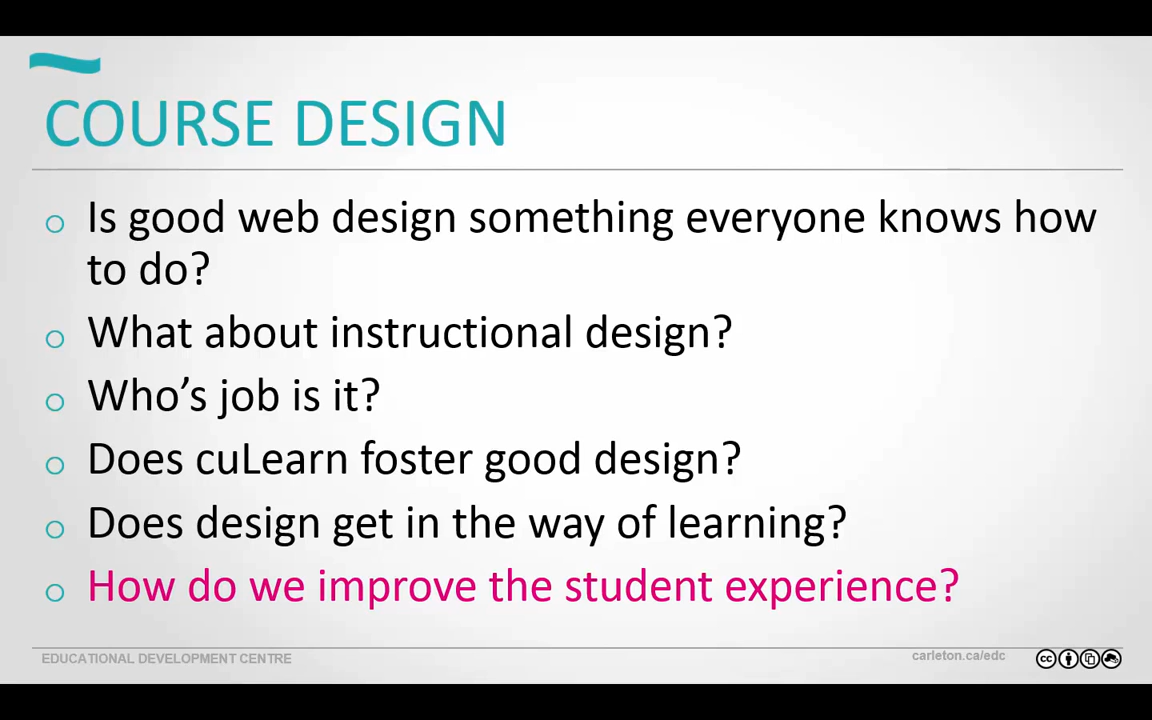 COURSE DESIGN
Is good web design something everyone knows how
to do?
What about instructional design?
Who's job is it?
Does cuLearn foster good design?
Does design get in the way of learning?
How do we improve the student experience?
EDUCATIONAL DEVELOPMENT CENTRE
carleton.ca/edc
cc